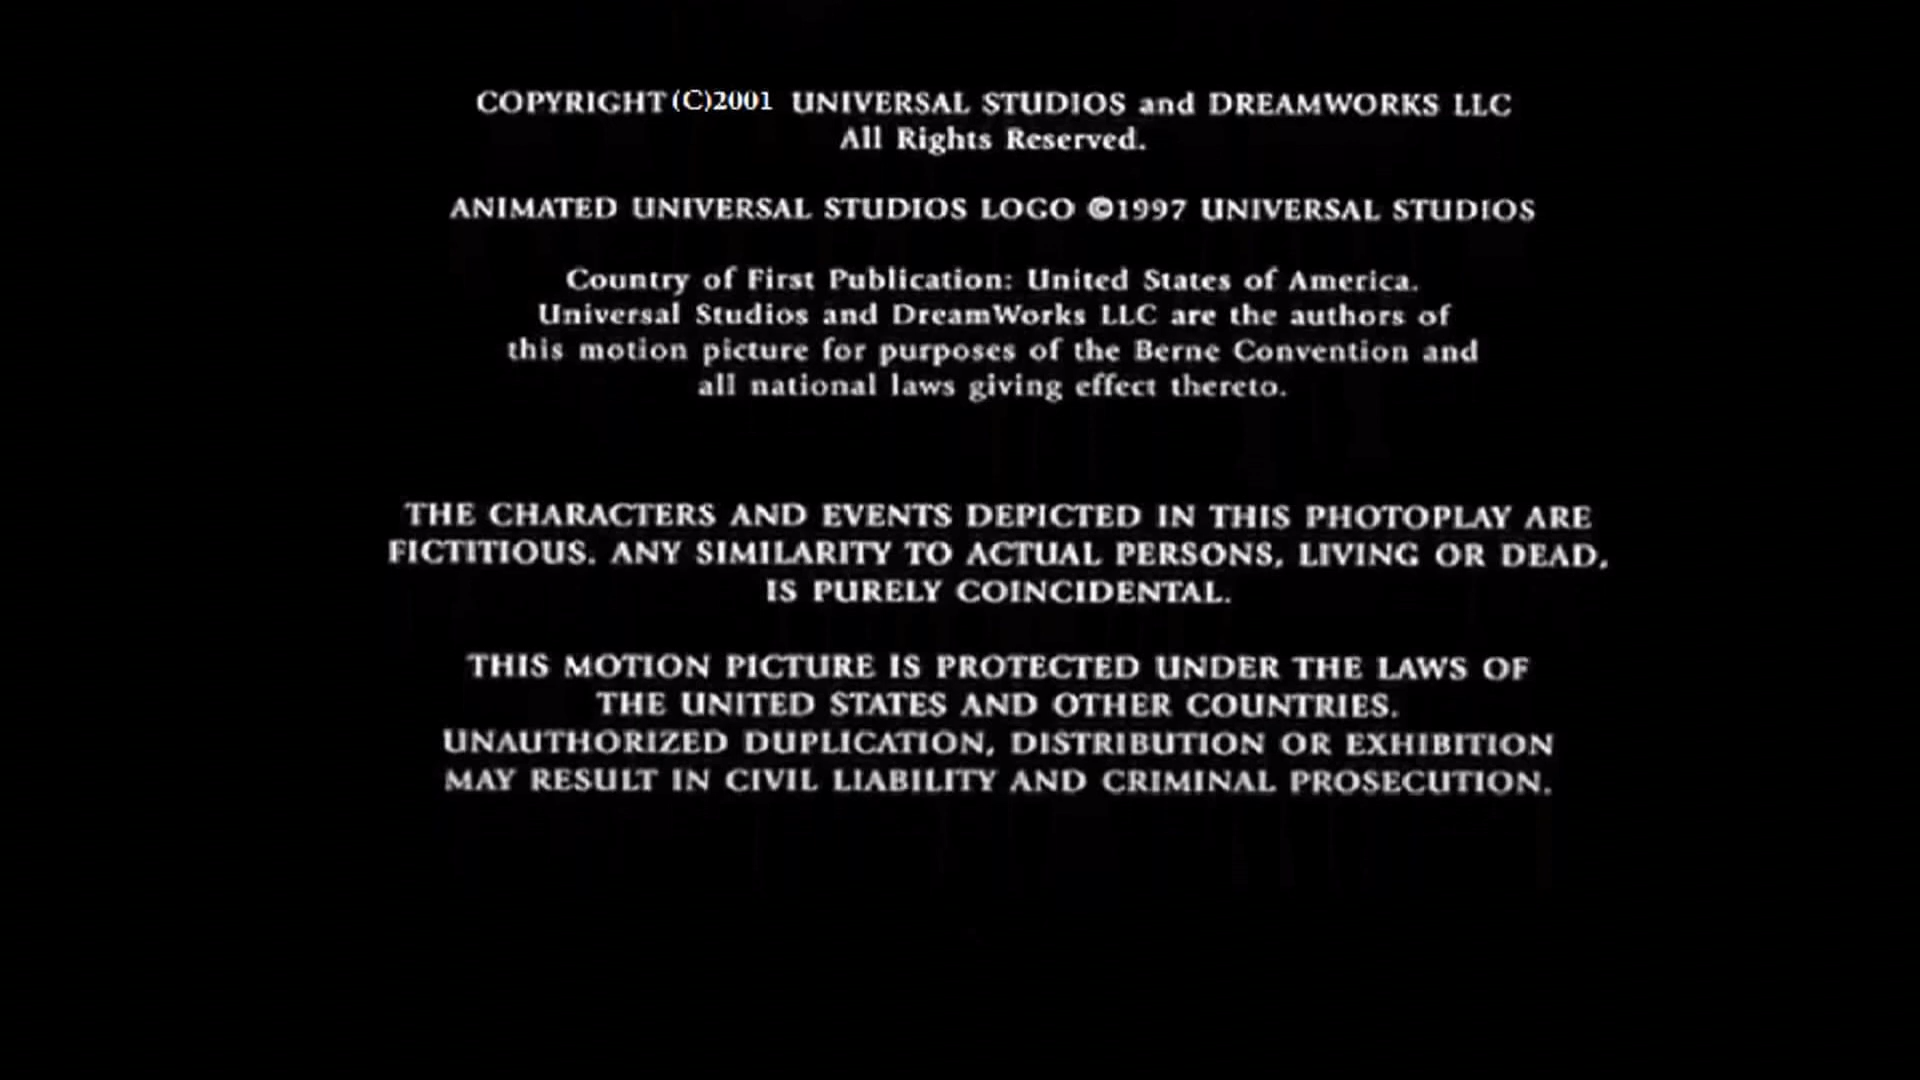 COPYRIGHT (C)2001 UNIVERSAL STUDIOS and DREAMWORKS LLC
All Rights Reserved.
ANIMATED UNIVERSAL STUDIOS LOGO ©1997 UNIVERSAL STUDIOS
Country of First Publication: United States of America.
Universal Studios and DreamWorks LLC are the authors of
this motion picture for purposes of the Berne Convention and
all national laws giving effect thereto.
THE CHARACTERS AND EVENTS DEPICTED IN THIS PHOTOPLAY ARE
FICTITIOUS. ANY SIMILARITY TO ACTUAL PERSONS, LIVING OR DEAD,
IS PURELY COINCIDENTAL.
THIS MOTION PICTURE IS PROTECTED UNDER THE LAWS OF
THE UNITED STATES AND OTHER COUNTRIES.
UNAUTHORIZED DUPLICATION, DISTRIBUTION OR EXHIBITION
MAY RESULT IN CIVIL LIABILITY AND CRIMINAL PROSECUTION.